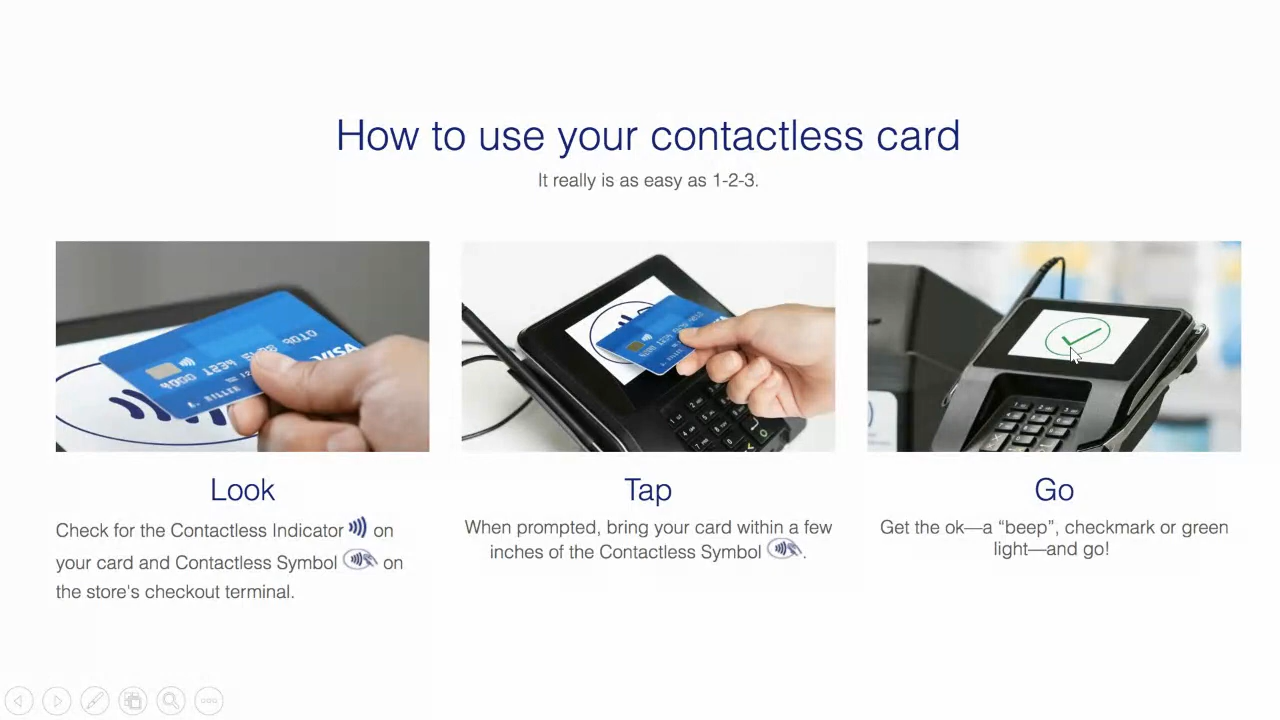 How to use your contactless card
It really is as easy as 1-2-3.
VISA
Look
Check for the Contactless Indicator on
your card and Contactless Symbol on
the store's checkout terminal.
Tap
When prompted, bring your card within a few
inches of the Contactless Symbol .
Go
Get the ok—a “beep”, checkmark or green
light—and go!